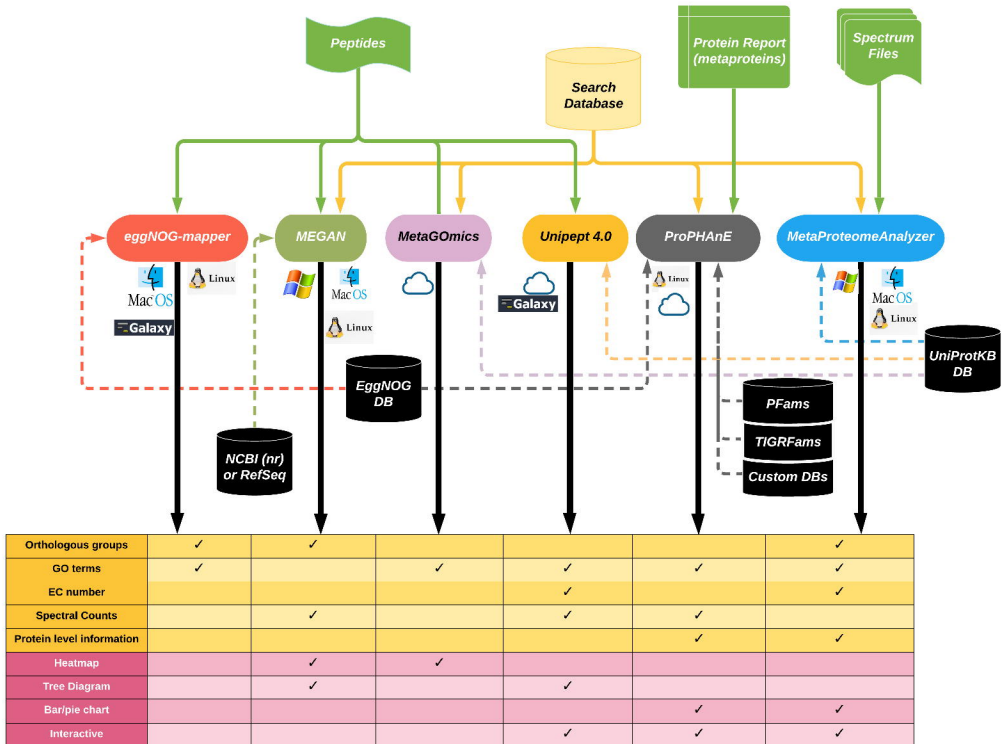 Peptides
Search
Database
Protein Report
(metaproteins)
Spectrum
Files
eggNOG-mapper
MEGAN
MetaGOmics
Unipept 4.0
ProPHAnE
MetaProteomeAnalyzer
Mac OS
Linux
Galaxy
Mac OS
Linux
Galaxy
Linux
Mac OS
Linux
UniProtKB
DB
EggNOG
DB
PFams
TIGRFams
Custom DBs
NCBI (nr)
or RefSeq
Orthologous groups ✓ ✓ ✓
GO terms ✓ ✓ ✓ ✓ ✓
EC number ✓ ✓
Spectral Counts ✓ ✓ ✓
Protein level information ✓ ✓
Heatmap ✓ ✓
Tree Diagram ✓ ✓
Bar/pie chart ✓ ✓
Interactive ✓ ✓ ✓